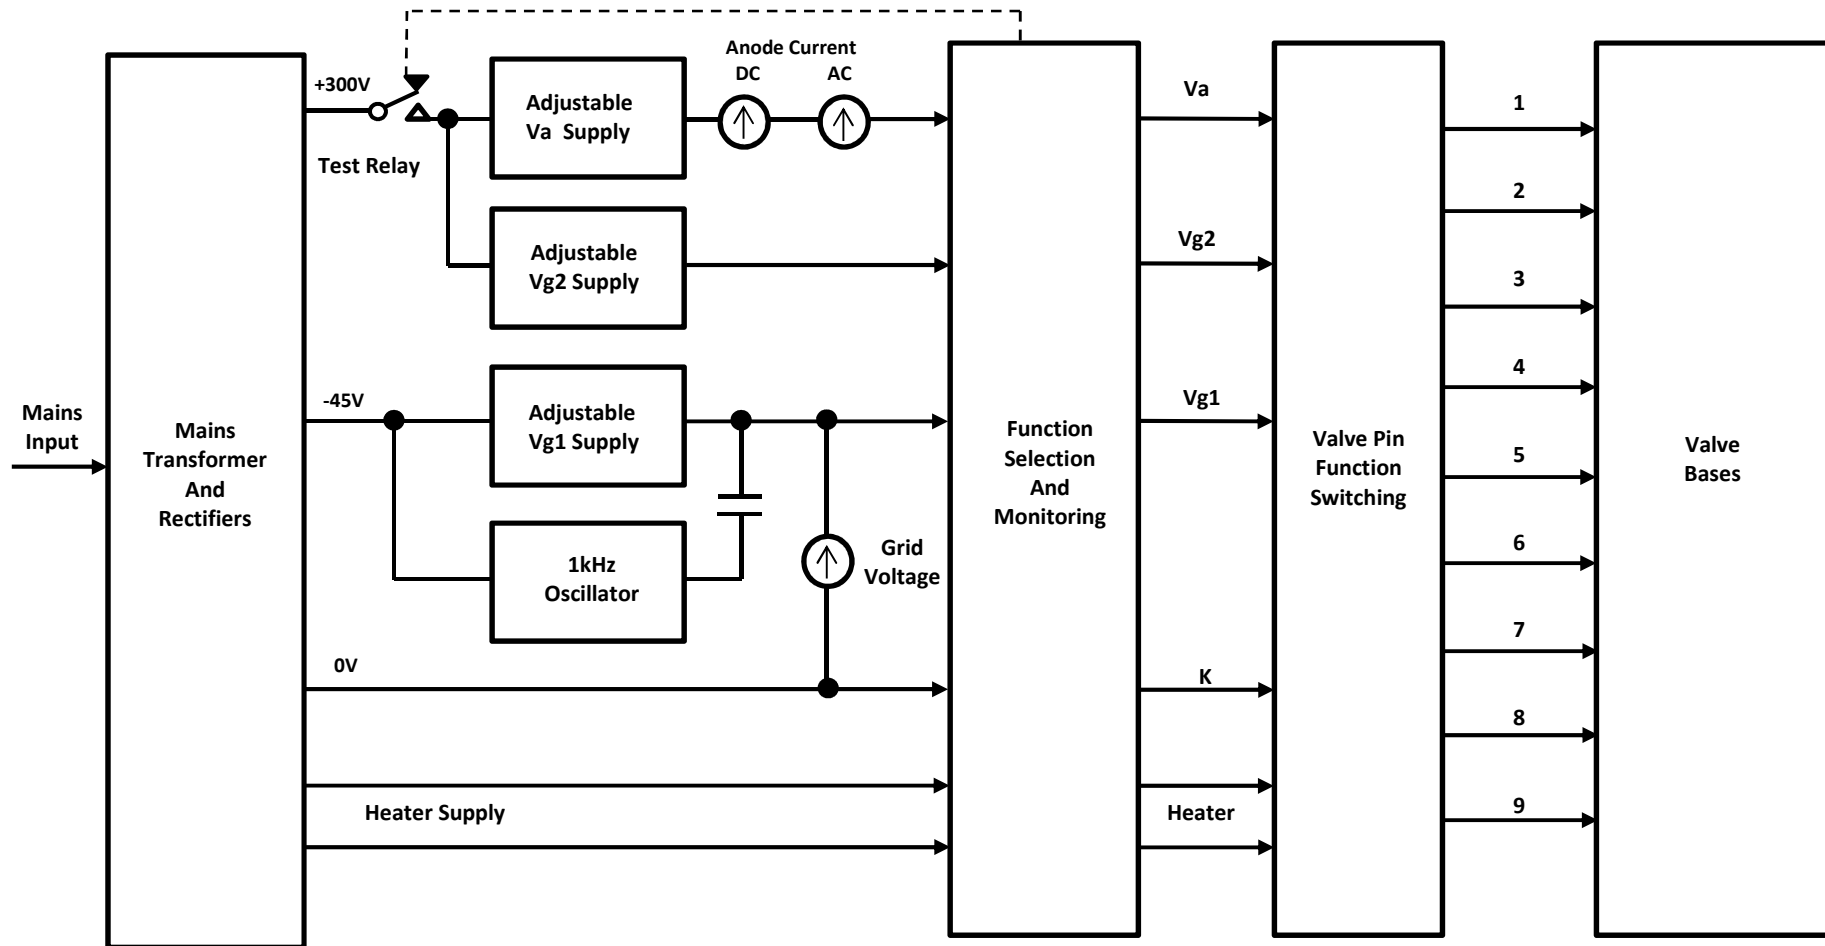 Mains
Input
Mains
Transformer
And
Rectifiers
+300V
Test Relay
-45V
0V
Heater Supply
Adjustable
Va Supply
Adjustable
Vg2 Supply
Adjustable
Vg1 Supply
1kHz
Oscillator
Anode Current
DC AC
Grid
Voltage
Function
Selection
And
Monitoring
Va
Vg2
Vg1
K
Heater
Valve Pin
Function
Switching
1
2
3
4
5
6
7
8
9
Valve
Bases